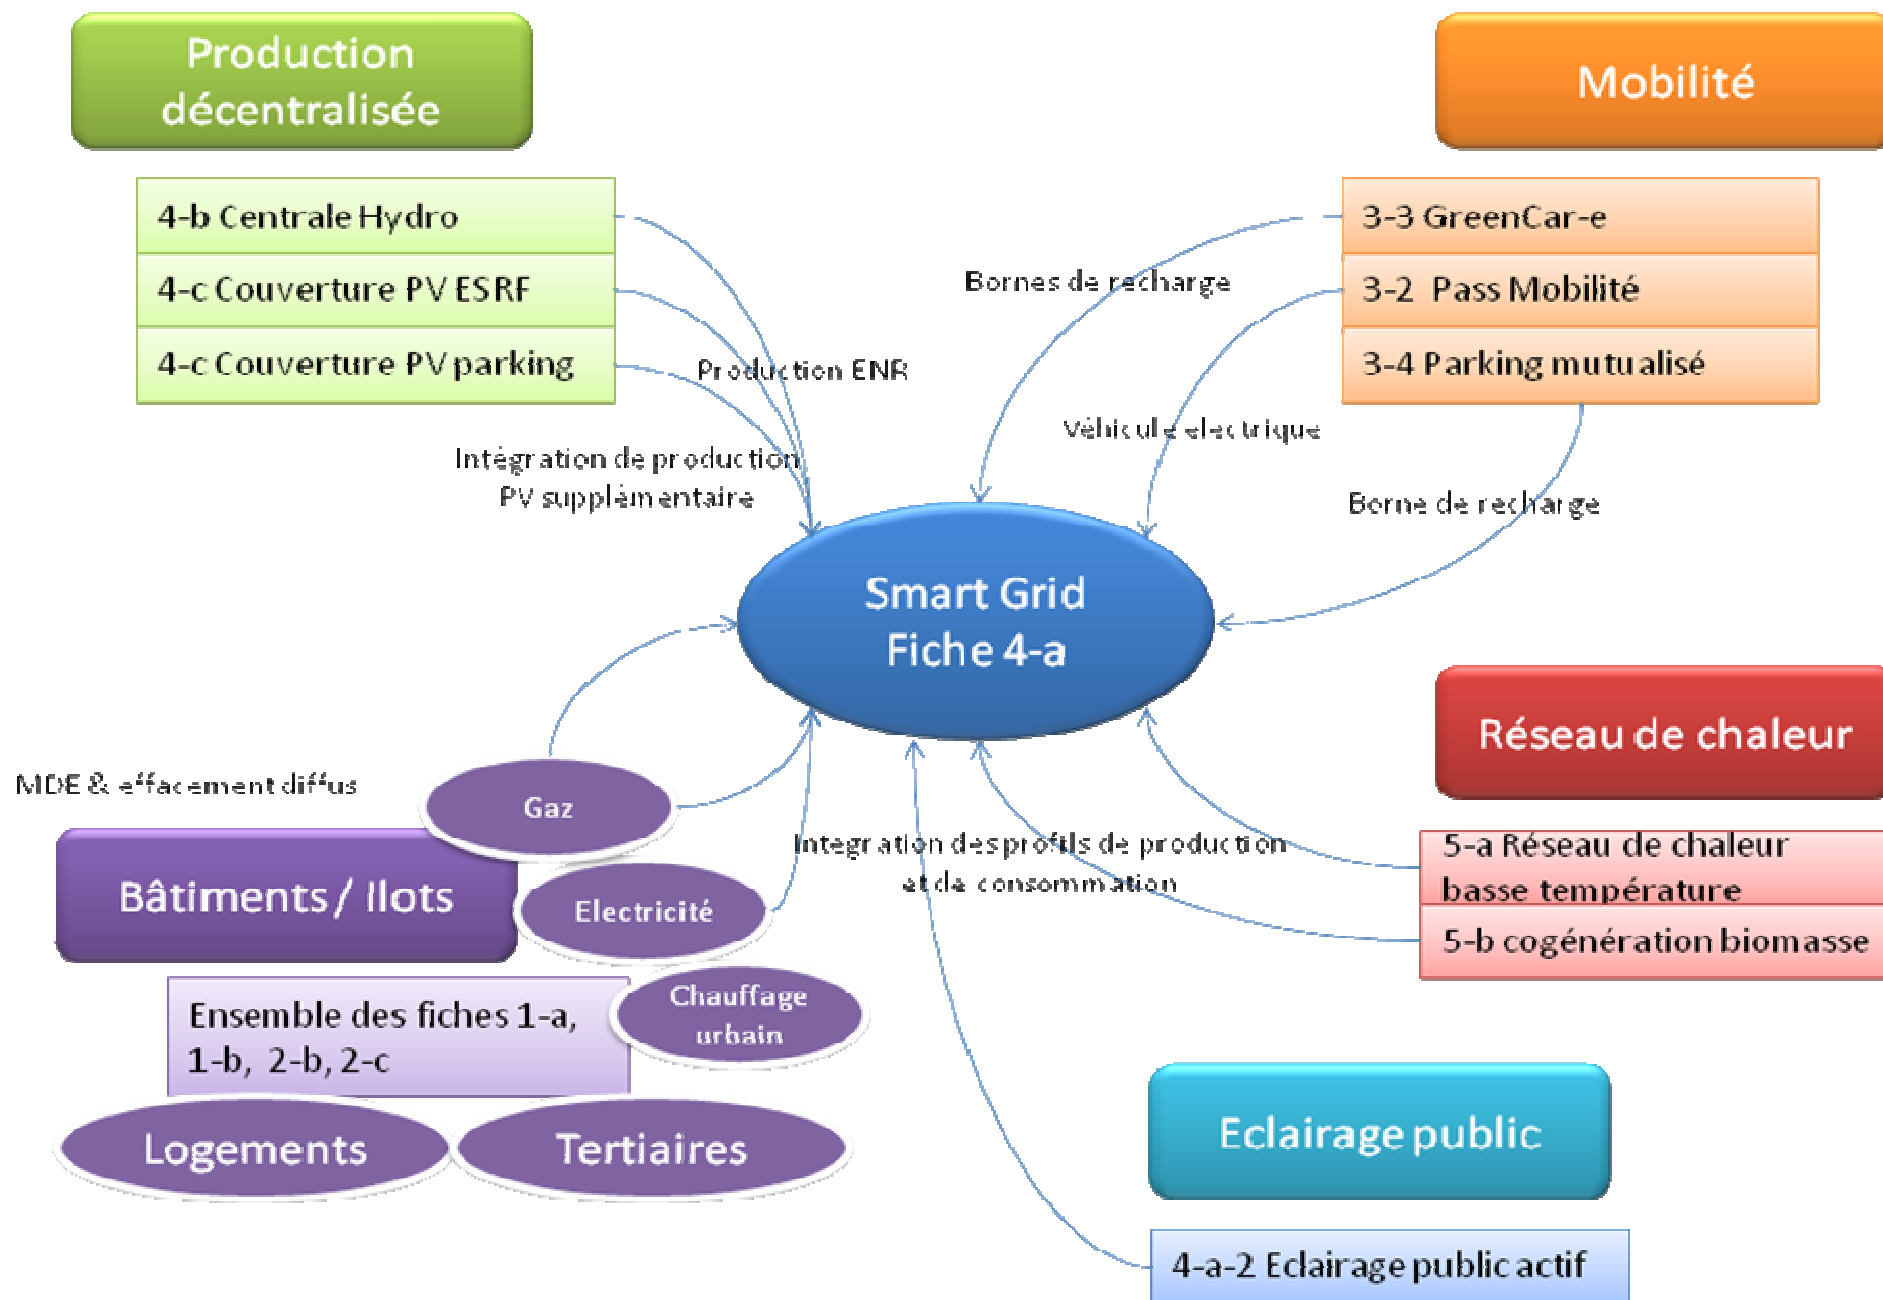 Production
décentralisée
4-b Centrale Hydro
4-c Couverture PV ESRF
4-c Couverture PV parking
Production ENR
Intégration de production
PV supplémentaire
Mobilité
3-3 GreenCar-e
3-2 Pass Mobilité
3-4 Parking mutualisé
Bornes de recharge
Véhicule electrique
Borne de recharge
Smart Grid
Fiche 4-a
MDE & effacement diffus
Gaz
Bâtiments / Ilots
Electricité
Chauffage
urbain
Ensemble des fiches 1-a,
1-b, 2-b, 2-c
Logements
Tertiaires
Integration des profils de production
et de consommation
Réseau de chaleur
5-a Réseau de chaleur
basse température
5-b cogénération biomasse
Eclairage public
4-a-2 Eclairage public actif